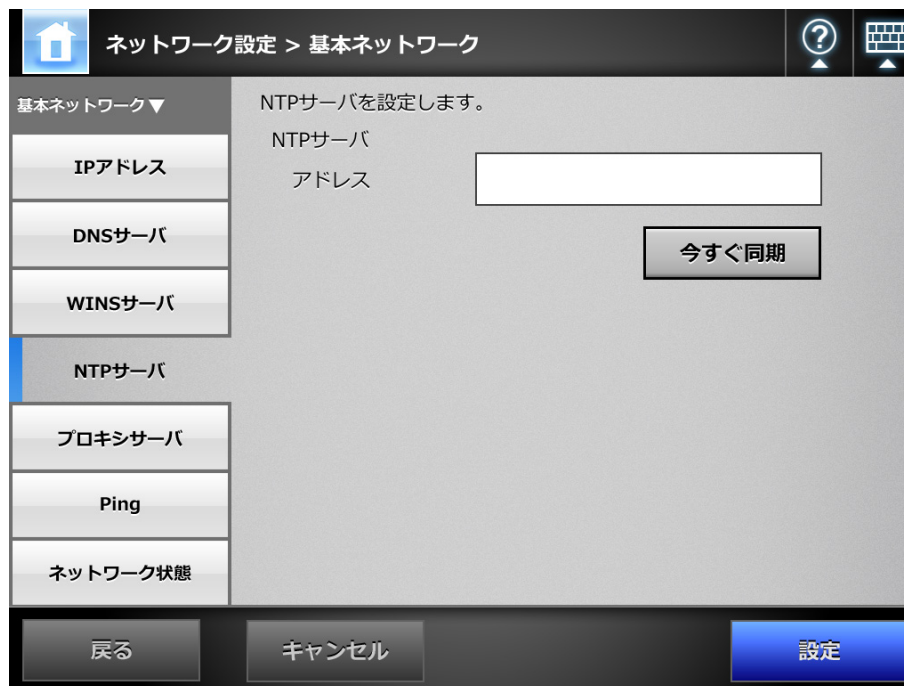 ネットワーク設定 > 基本ネットワーク
?
基本ネットワーク▼
IPアドレス
DNSサーバ
WINSサーバ
NTPサーバ
プロキシサーバ
Ping
ネットワーク状態
NTPサーバを設定します。
NTPサーバ
アドレス
今すぐ同期
戻る
キャンセル
設定